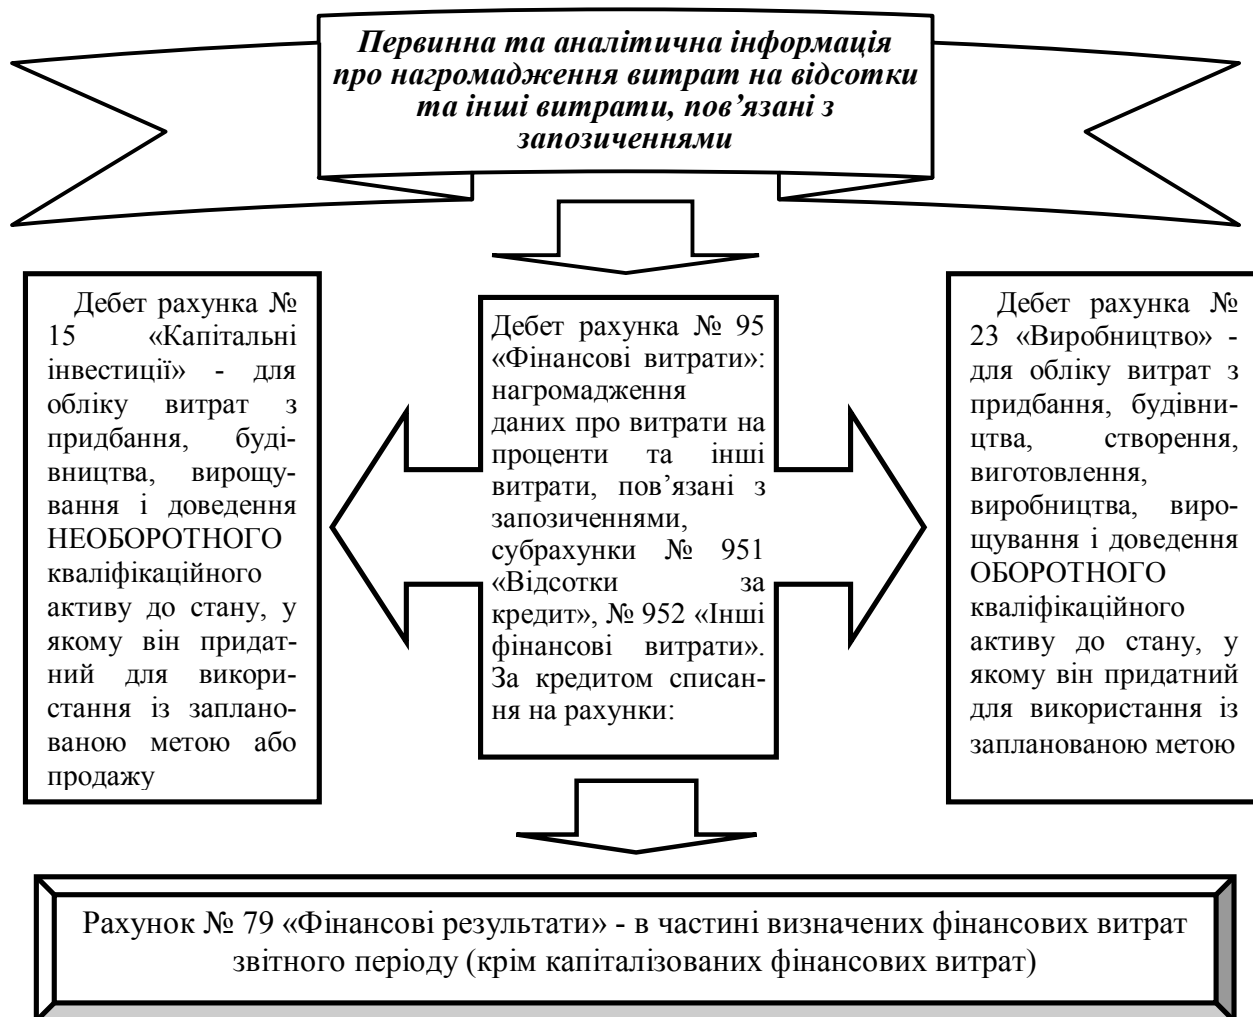 Первинна та аналітична інформація
про нагромадження витрат на відсотки
та інші витрати, пов’язані з
запозиченнями
Дебет рахунка №
15 «Капітальні
інвестиції» - для
обліку витрат з
придбання, буді-
вництва, вирощу-
вання і доведення
НЕОБОРОТНОГО
кваліфікаційного
активу до стану, у
якому він придат-
ний для викори-
стання із заплано-
ваною метою або
продажу
Дебет рахунка № 95
«Фінансові витрати»:
нагромадження
даних про витрати на
проценти та інші
витрати, пов’язані з
запозиченнями,
субрахунки № 951
«Відсотки за
кредит», № 952 «Інші
фінансові витрати».
За кредитом списан-
ня на рахунки:
Дебет рахунка №
23 «Виробництво» -
для обліку витрат з
придбання, будівни-
цтва, створення,
виготовлення,
виробництва, виро-
щування і доведення
ОБОРОТНОГО
кваліфікаційного
активу до стану, у
якому він придатний
для використання із
запланованою метою
Рахунок № 79 «Фінансові результати» - в частині визначених фінансових витрат
звітного періоду (крім капіталізованих фінансових витрат)